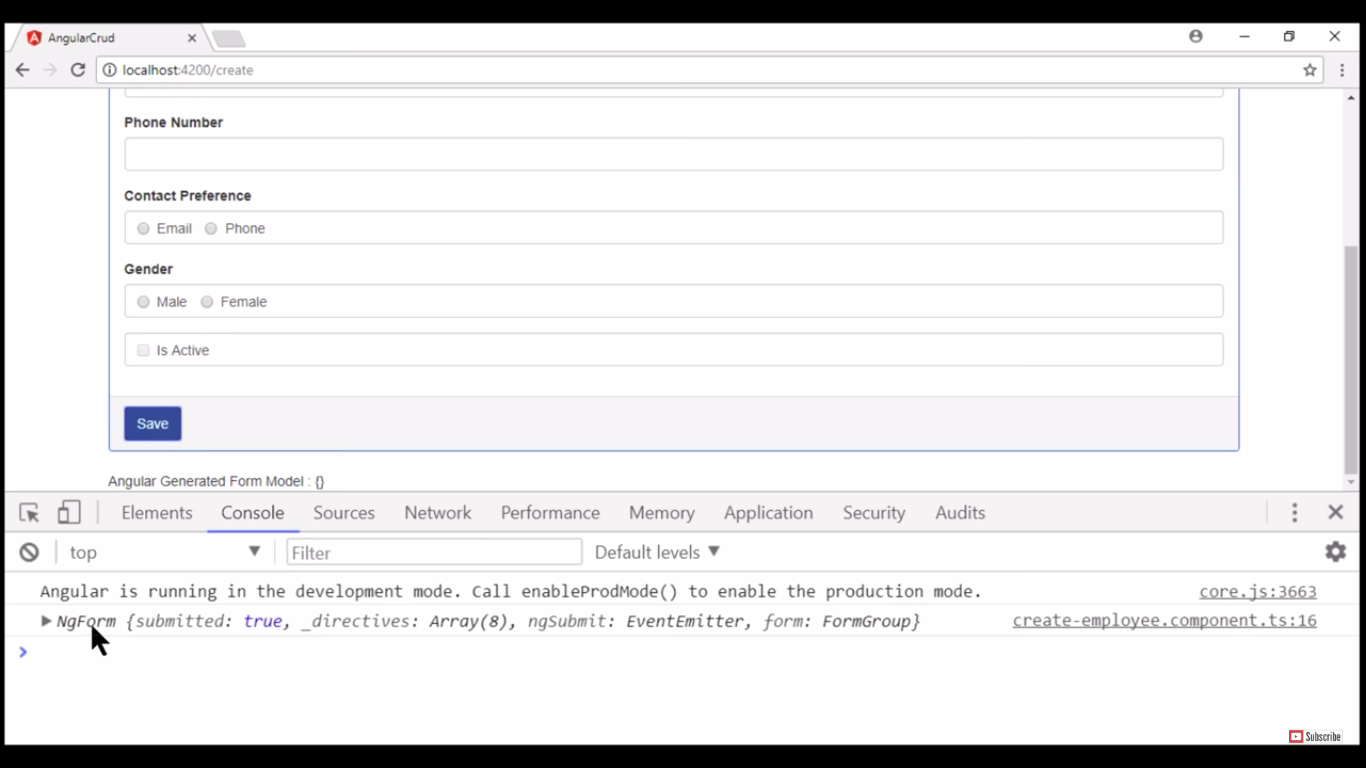 AngularCrud
localhost:4200/create
Phone Number
Contact Preference
Email Phone
Gender
Male Female
Is Active
Save
Angular Generated Form Model : {}
Elements Console Sources Network Performance Memory Application Security Audits
top Filter Default levels
Angular is running in the development mode. Call enableProdMode() to enable the production mode. core.js:3663
NgForm {submitted: true, _directives: Array(8), ngSubmit: EventEmitter, form: FormGroup} create-employee.component.ts:16
Subscribe